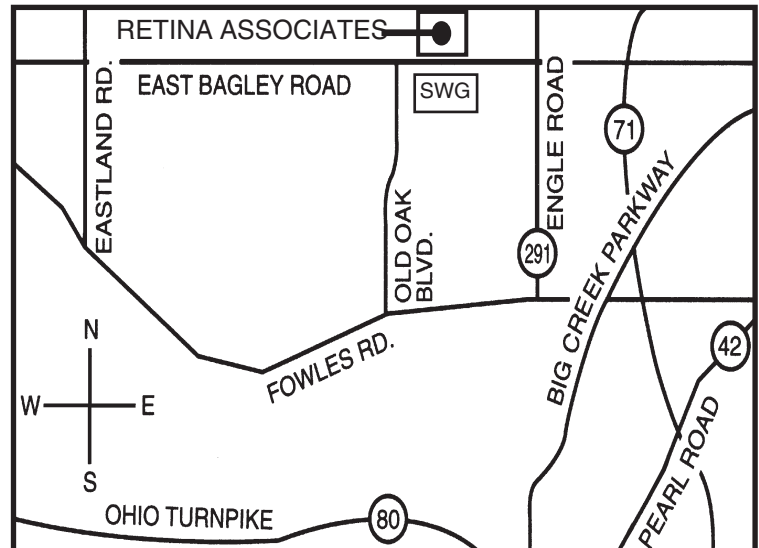 RETINA ASSOCIATES
EAST BAGLEY ROAD
SWG
EASTLAND RD.
OLD OAK
BLVD.
ENGLE ROAD
71
291
BIG CREEK PARKWAY
42
FOWLES RD.
N
W
E
S
PEARL ROAD
OHIO TURNPIKE
80